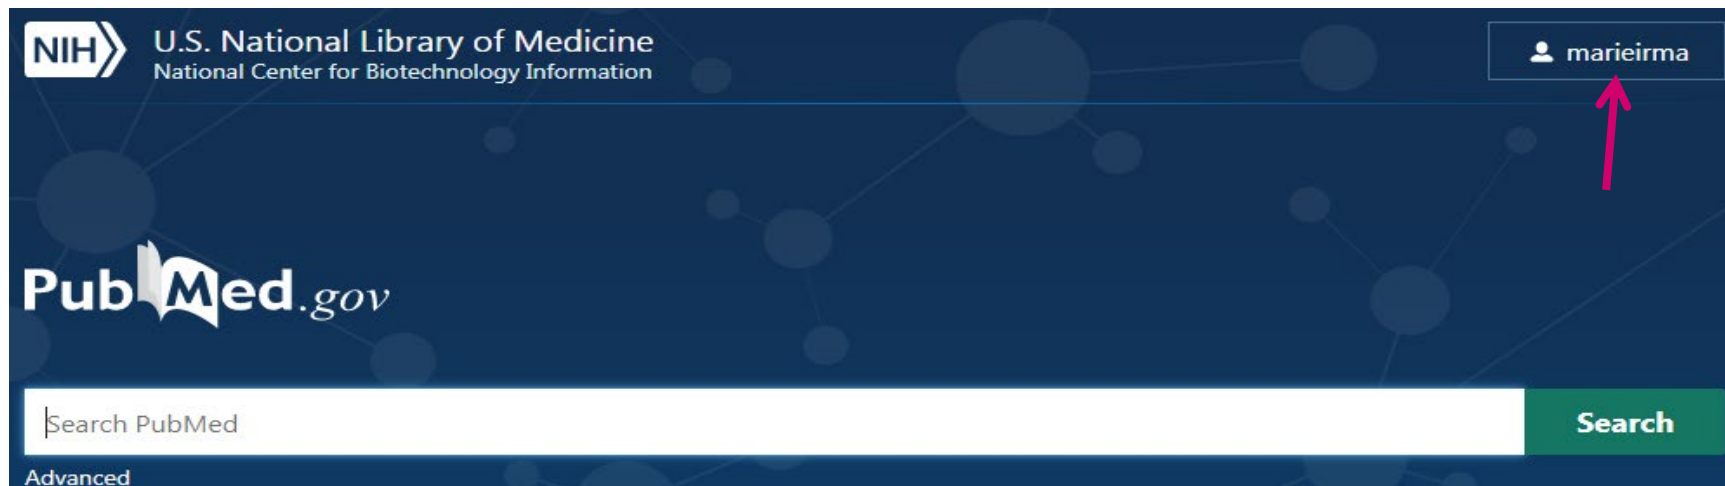 NIH
U.S. National Library of Medicine
National Center for Biotechnology Information
marieirma
PubMed.gov
Search PubMed
Search
Advanced